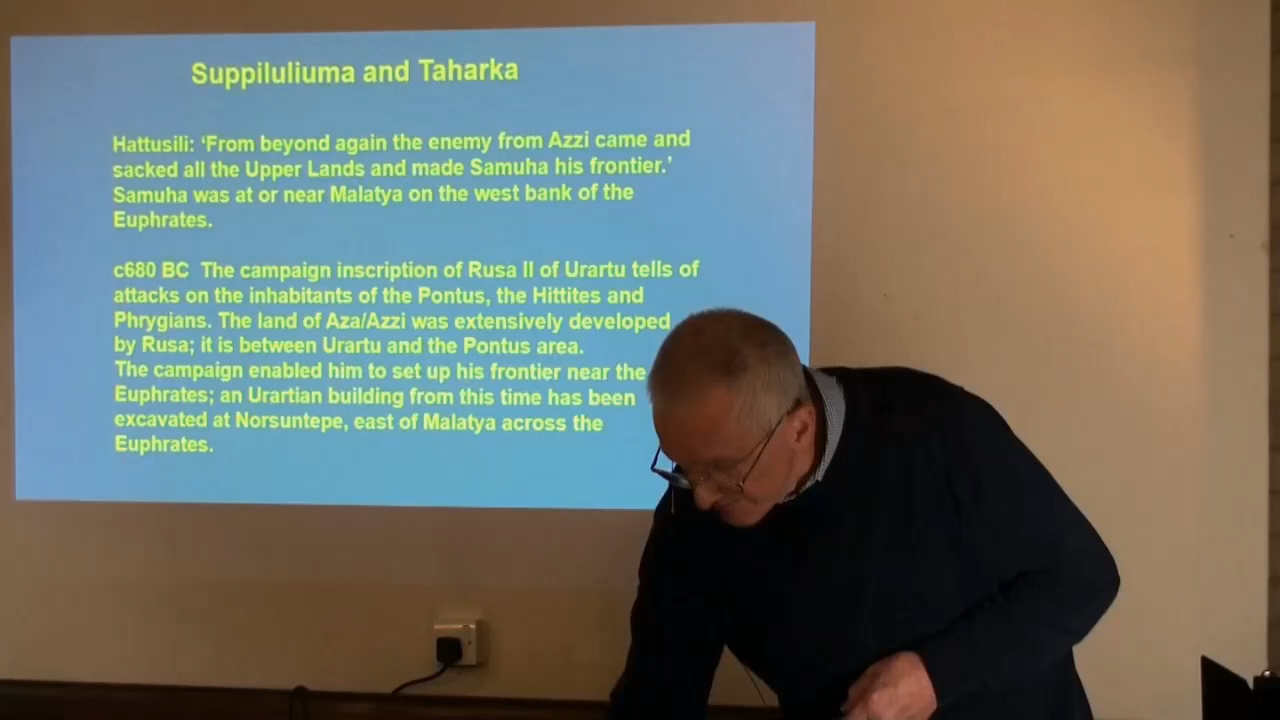 Suppiluliuma and Taharka
Hattusili: ‘From beyond again the enemy from Azzi came and
sacked all the Upper Lands and made Samuha his frontier.’
Samuha was at or near Malatya on the west bank of the
Euphrates.
c680 BC  The campaign inscription of Rusa II of Urartu tells of
attacks on the inhabitants of the Pontus, the Hittites and
Phrygians. The land of Aza/Azzi was extensively developed
by Rusa; it is between Urartu and the Pontus area.
The campaign enabled him to set up his frontier near the
Euphrates; an Urartian building from this time has been
excavated at Norsuntepe, east of Malatya across the
Euphrates.